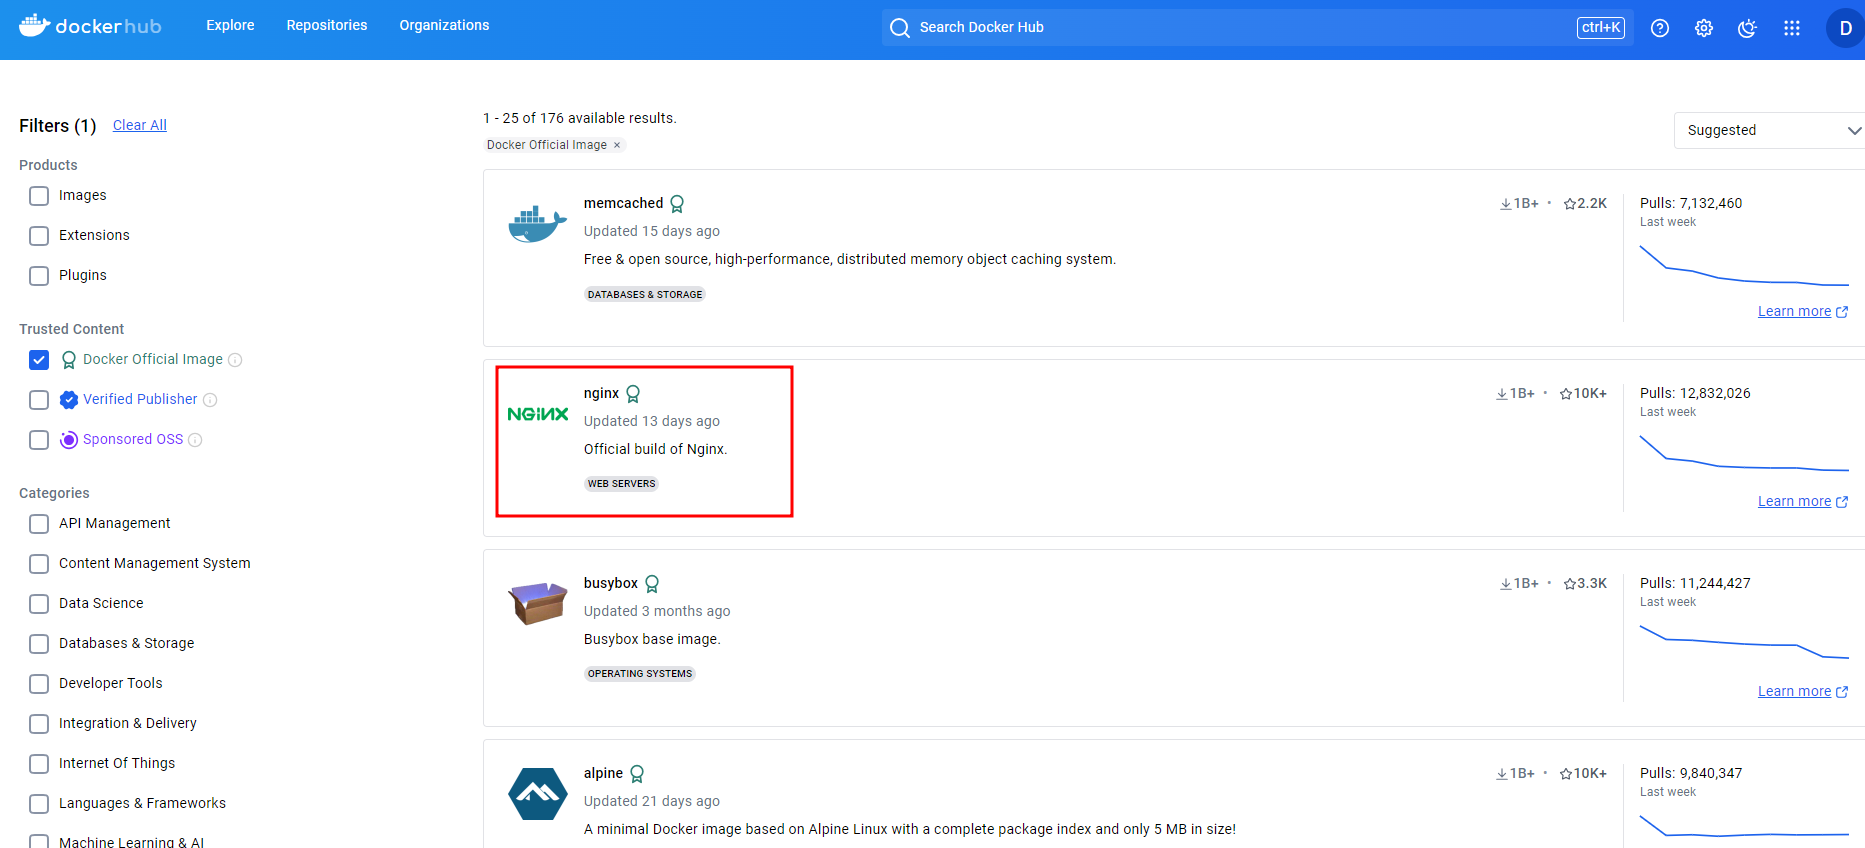 dockerhub
Explore Repositories Organizations
Search Docker Hub ctrl+K
D
Filters (1) Clear All
Products
Images
Extensions
Plugins
Trusted Content
Docker Official Image
Verified Publisher
Sponsored OSS
Categories
API Management
Content Management System
Data Science
Databases & Storage
Developer Tools
Integration & Delivery
Internet Of Things
Languages & Frameworks
Machine Learning & AI
1 - 25 of 176 available results.
Docker Official Image ×
Suggested
memcached
Updated 15 days ago
Free & open source, high-performance, distributed memory object caching system.
DATABASES & STORAGE
1B+ • 2.2K
Pulls: 7,132,460
Last week
Learn more
NGINX
nginx
Updated 13 days ago
Official build of Nginx.
WEB SERVERS
1B+ • 10K+
Pulls: 12,832,026
Last week
Learn more
busybox
Updated 3 months ago
Busybox base image.
OPERATING SYSTEMS
1B+ • 3.3K
Pulls: 11,244,427
Last week
Learn more
alpine
Updated 21 days ago
A minimal Docker image based on Alpine Linux with a complete package index and only 5 MB in size!
1B+ • 10K+
Pulls: 9,840,347
Last week